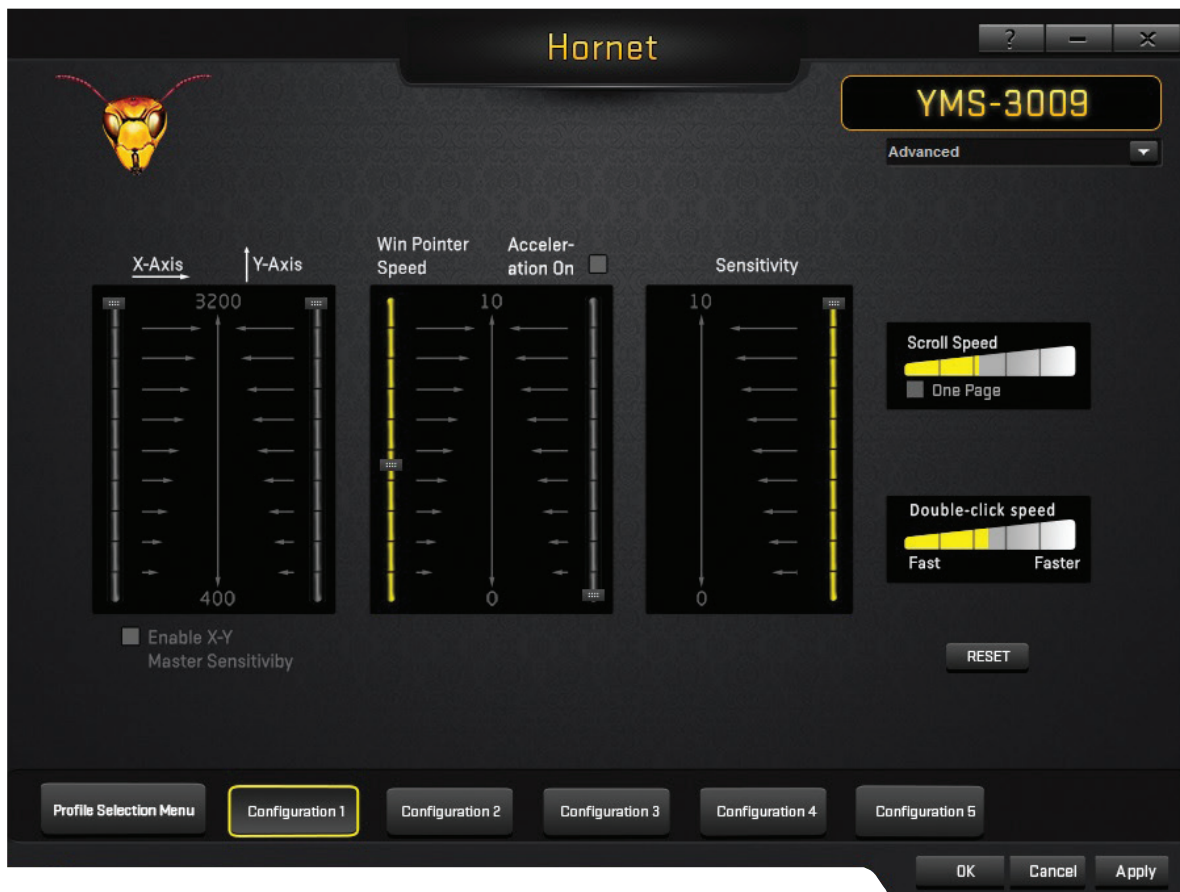 Hornet
? – ×
YMS-3009
Advanced
X-Axis
Y-Axis
3200
400
Enable X-Y
Master Sensitiviby
Win Pointer
Speed
Acceler-
ation On
10
0
Sensitivity
10
0
Scroll Speed
One Page
Double-click speed
Fast Faster
RESET
Profile Selection Menu
Configuration 1
Configuration 2
Configuration 3
Configuration 4
Configuration 5
OK
Cancel
Apply